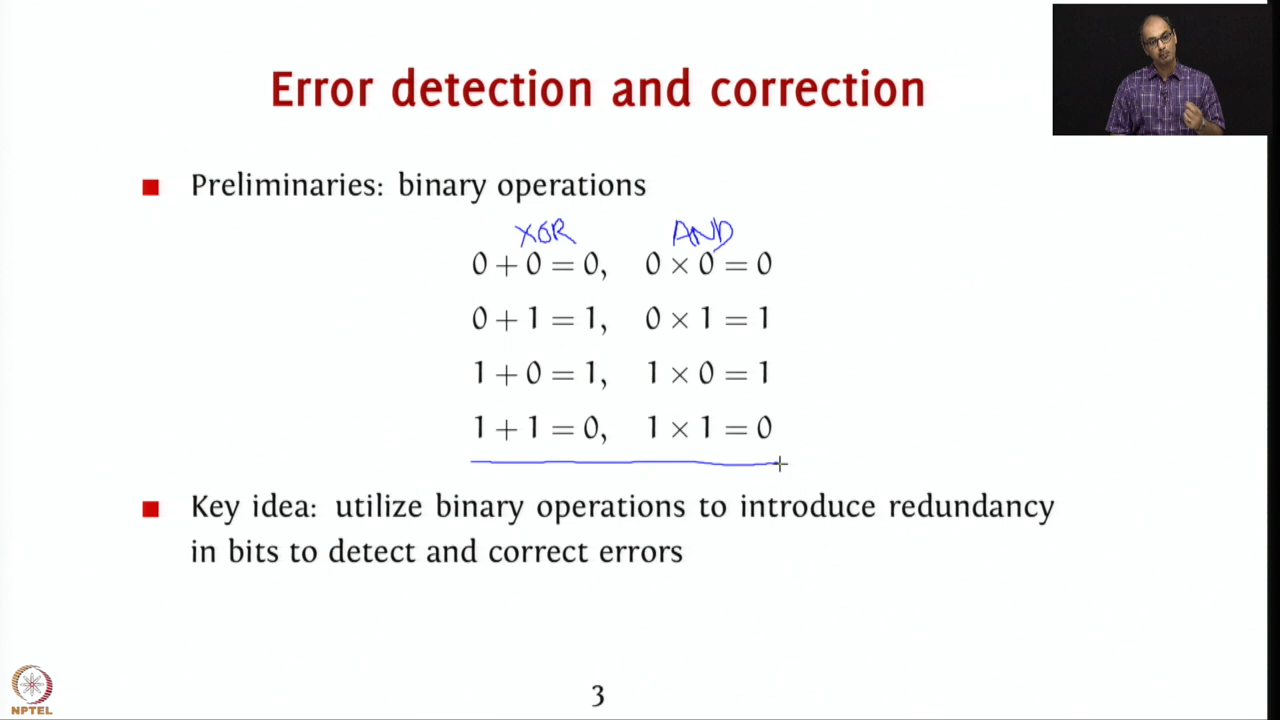 Error detection and correction
Preliminaries: binary operations
XOR AND
0 + 0 = 0, 0 × 0 = 0
0 + 1 = 1, 0 × 1 = 1
1 + 0 = 1, 1 × 0 = 1
1 + 1 = 0, 1 × 1 = 0
Key idea: utilize binary operations to introduce redundancy
in bits to detect and correct errors
NPTEL
3